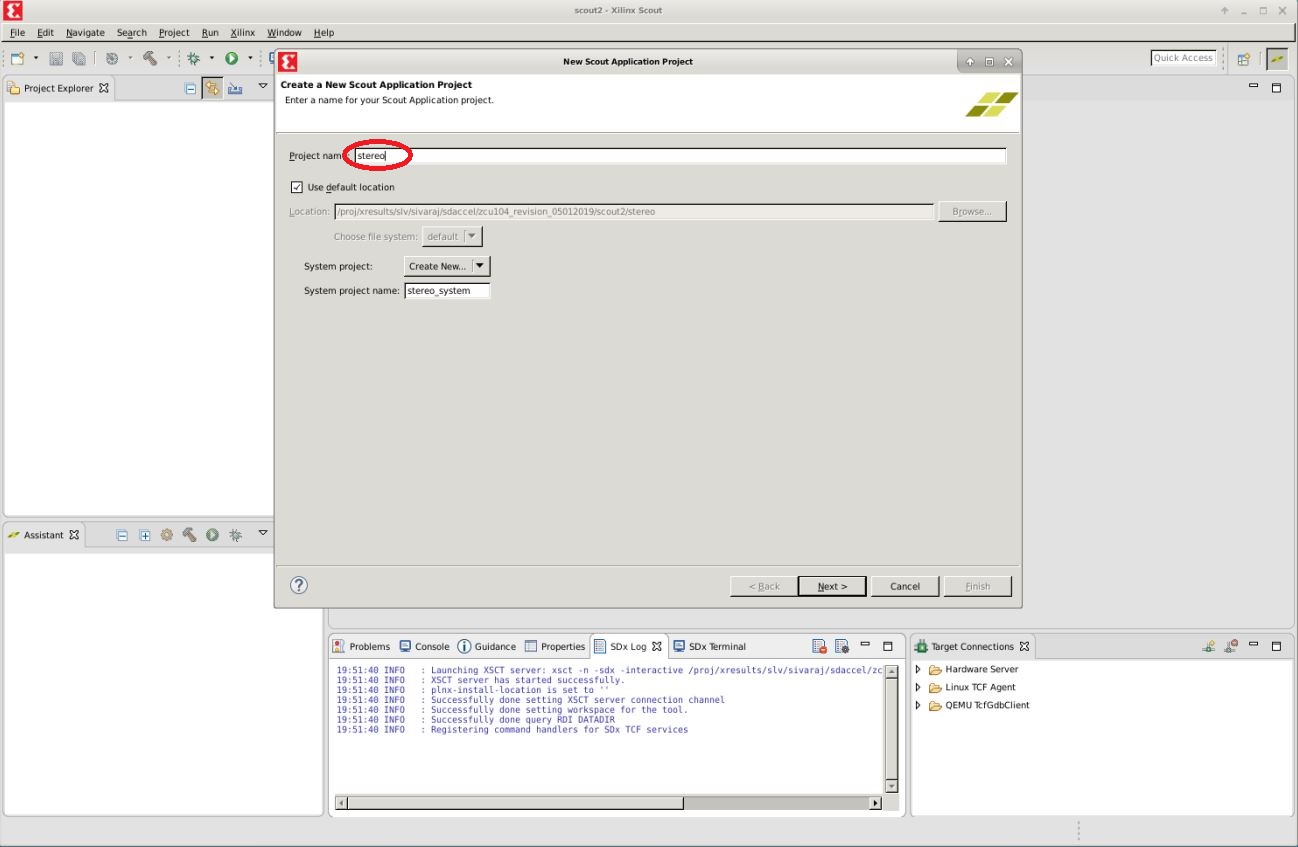 scout2 - Xilinx Scout
File Edit Navigate Search Project Run Xilinx Window Help
Quick Access
Project Explorer
New Scout Application Project
Create a New Scout Application Project
Enter a name for your Scout Application project.
Project nam stereo
Use default location
Location: /proj/xresults/slv/sivaraj/sdaccel/zcu104_revision_05012019/scout2/stereo Browse...
Choose file system: default
System project: Create New...
System project name: stereo_system
Assistant
? < Back Next > Cancel Finish
Problems Console Guidance Properties SDx Log SDx Terminal
19:51:40 INFO : Launching XSCT server: xsct -n -sdx -interactive /proj/xresults/slv/sivaraj/sdaccel/zc
19:51:40 INFO : XSCT server has started successfully.
19:51:40 INFO : plnx-install-location is set to ''
19:51:40 INFO : Successfully done setting XSCT server connection channel
19:51:40 INFO : Successfully done setting workspace for the tool.
19:51:40 INFO : Successfully done query RDI DATADIR
19:51:40 INFO : Registering command handlers for SDx TCF services
Target Connections
Hardware Server
Linux TCF Agent
QEMU TcfGdbClient